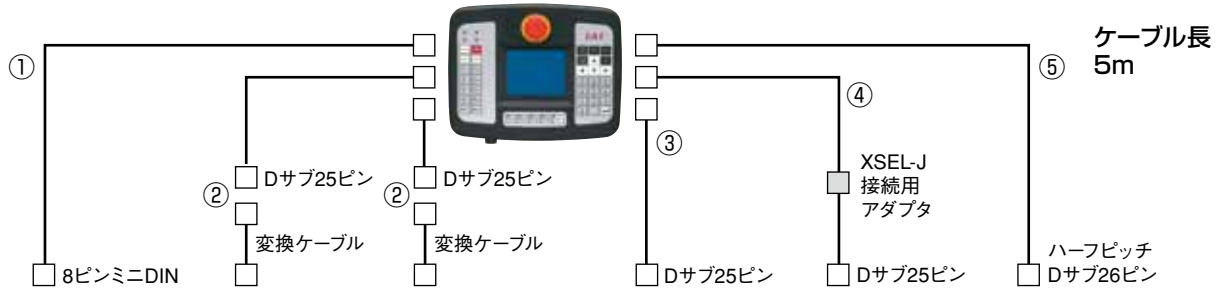 ①
②
Dサブ25ピン
変換ケーブル
8ピンミニDIN
②
Dサブ25ピン
変換ケーブル
③
Dサブ25ピン
④
XSEL-J
接続用
アダプタ
Dサブ25ピン
⑤
ケーブル長
5m
ハーフピッチ
Dサブ26ピン